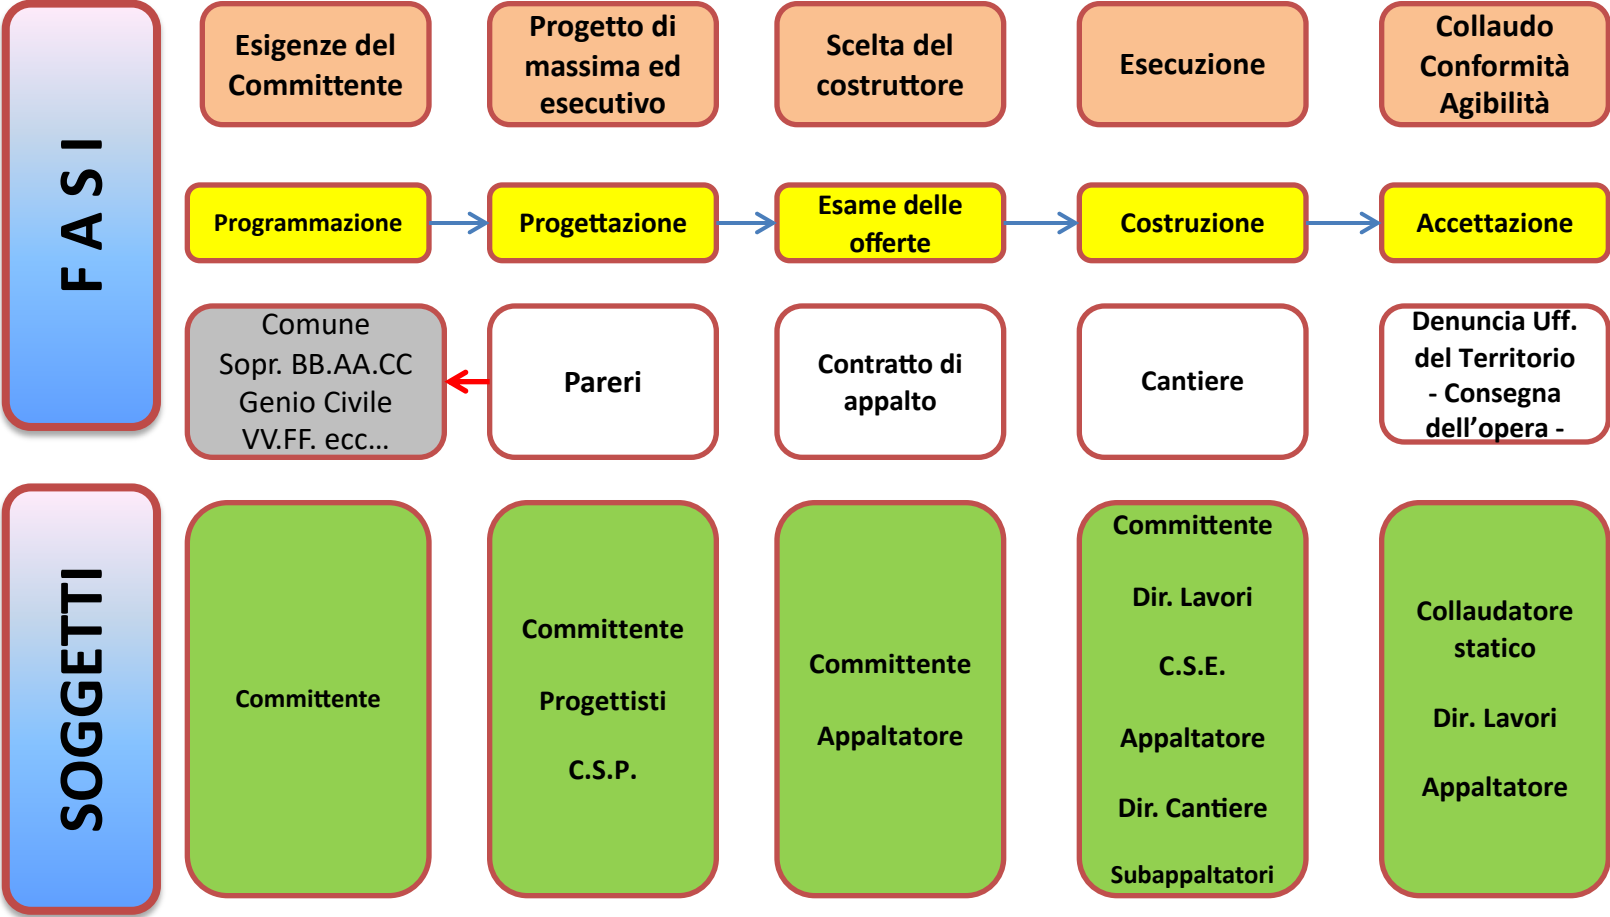 F A S I
Esigenze del
Committente
Progetto di
massima ed
esecutivo
Scelta del
costruttore
Esecuzione
Collaudo
Conformità
Agibilità
Programmazione
Progettazione
Esame delle
offerte
Costruzione
Accettazione
Comune
Sopr. BB.AA.CC
Genio Civile
VV.FF. ecc...
Pareri
Contratto di
appalto
Cantiere
Denuncia Uff.
del Territorio
- Consegna
dell’opera -
SOGGETTI
Committente
Committente
Progettisti
C.S.P.
Committente
Appaltatore
Committente
Dir. Lavori
C.S.E.
Appaltatore
Dir. Cantiere
Subappaltatori
Collaudatore
statico
Dir. Lavori
Appaltatore